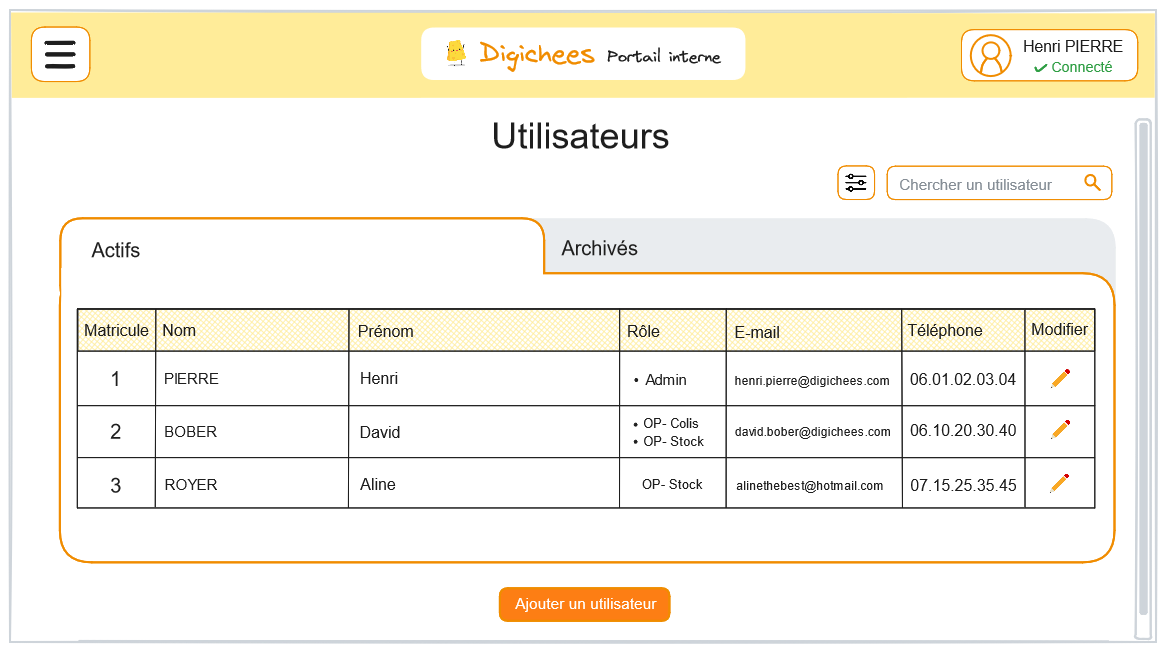 Digichees Portail interne
Henri PIERRE
Connecté
Utilisateurs
Chercher un utilisateur
Actifs
Archivés
Matricule Nom Prénom Rôle E-mail Téléphone Modifier
1 PIERRE Henri • Admin henri.pierre@digichees.com 06.01.02.03.04
2 BOBER David • OP- Colis david.bober@digichees.com 06.10.20.30.40
• OP- Stock
3 ROYER Aline OP- Stock alinethebest@hotmail.com 07.15.25.35.45
Ajouter un utilisateur